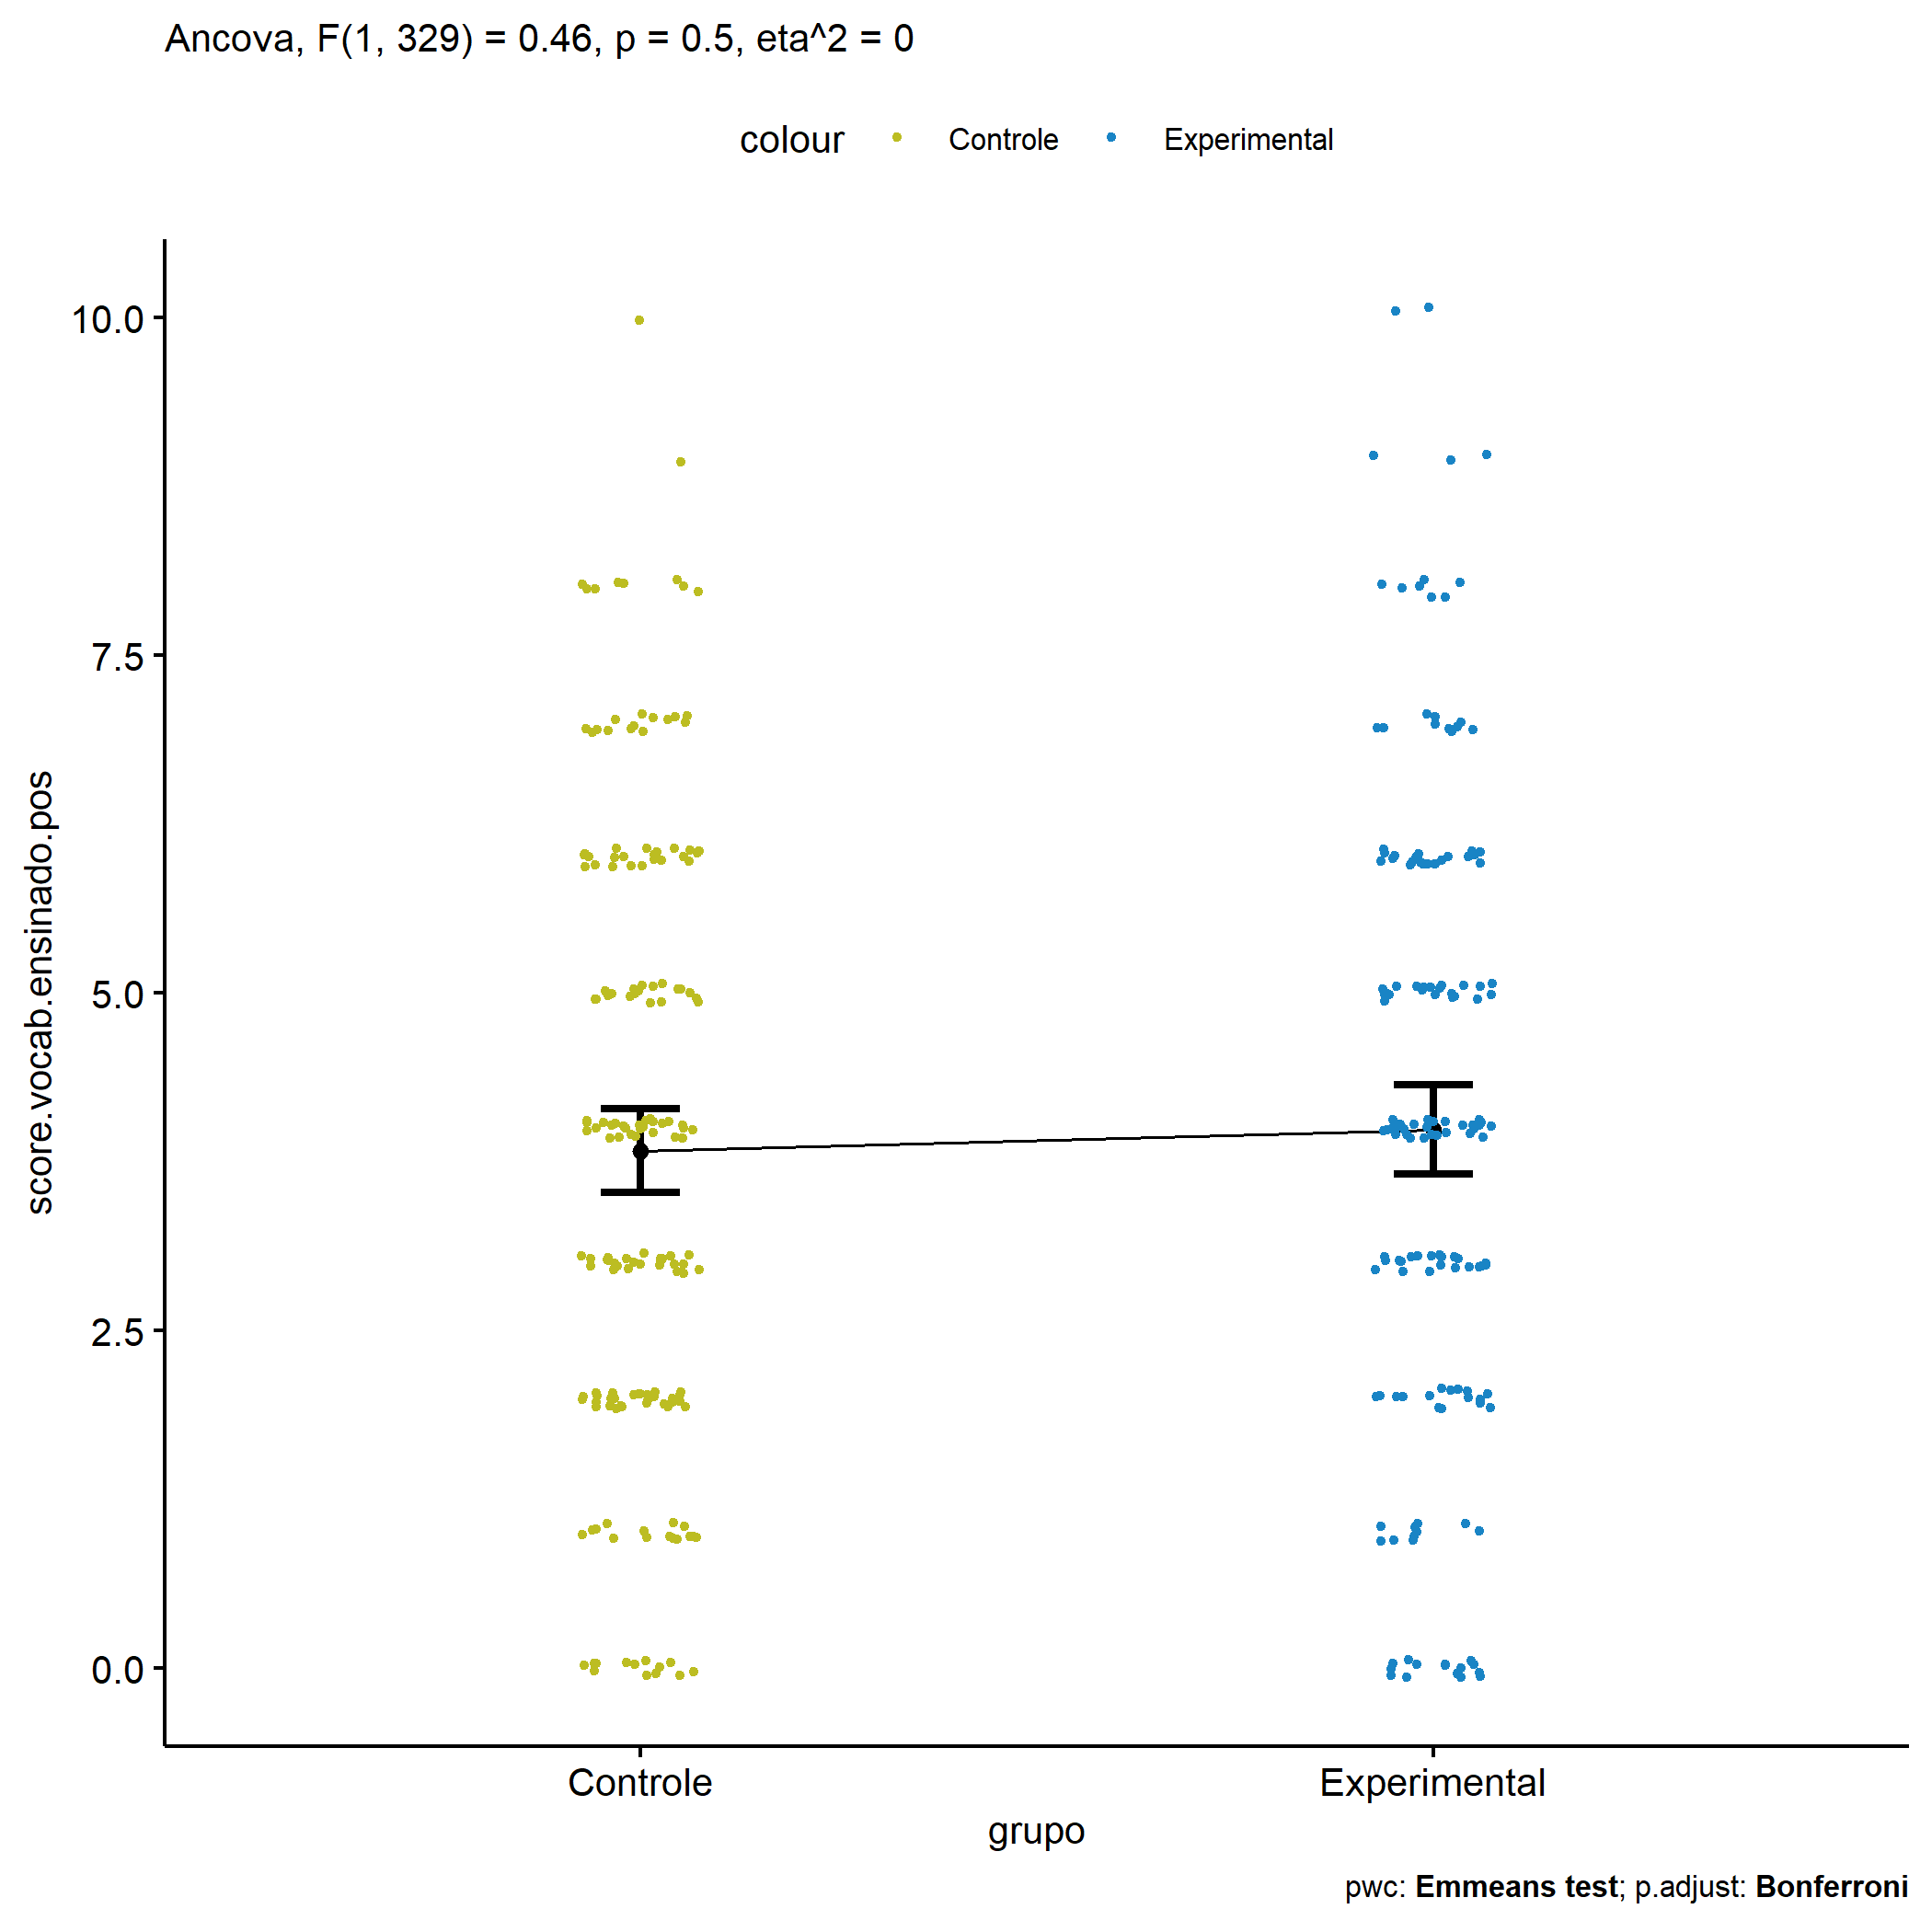 Ancova, F(1, 329) = 0.46, p = 0.5, eta^2 = 0
colour Controle Experimental
10.0
7.5
5.0
2.5
0.0
score.vocab.ensinado.pos
Controle Experimental
grupo
pwc: Emmeans test; p.adjust: Bonferroni